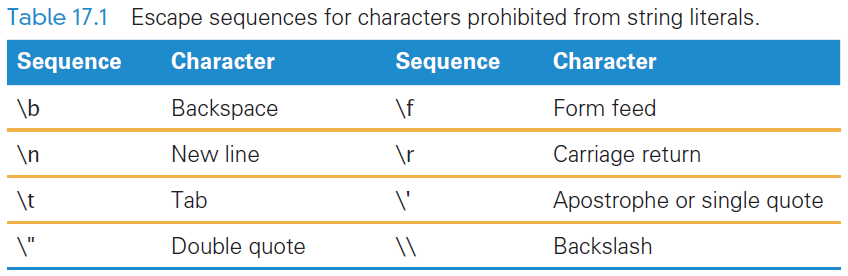 Table 17.1 Escape sequences for characters prohibited from string literals.
Sequence Character Sequence Character
\b Backspace \f Form feed
\n New line \r Carriage return
\t Tab \' Apostrophe or single quote
\" Double quote \\ Backslash